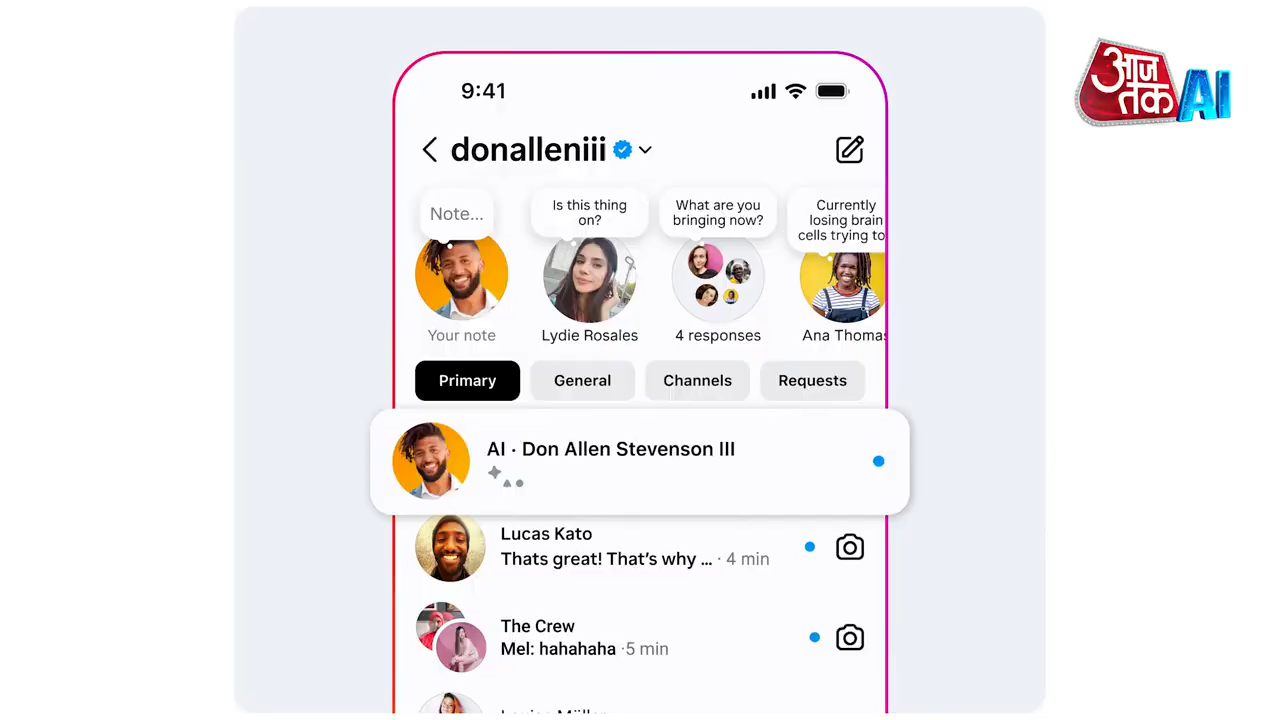 आज तक AI
9:41
donalleniii
Note...
Is this thing
on?
What are you
bringing now?
Currently
losing brain
cells trying to
Your note
Lydie Rosales
4 responses
Ana Thomas
Primary
General
Channels
Requests
AI · Don Allen Stevenson III
Lucas Kato
Thats great! That’s why ... · 4 min
The Crew
Mel: hahahaha ·5 min